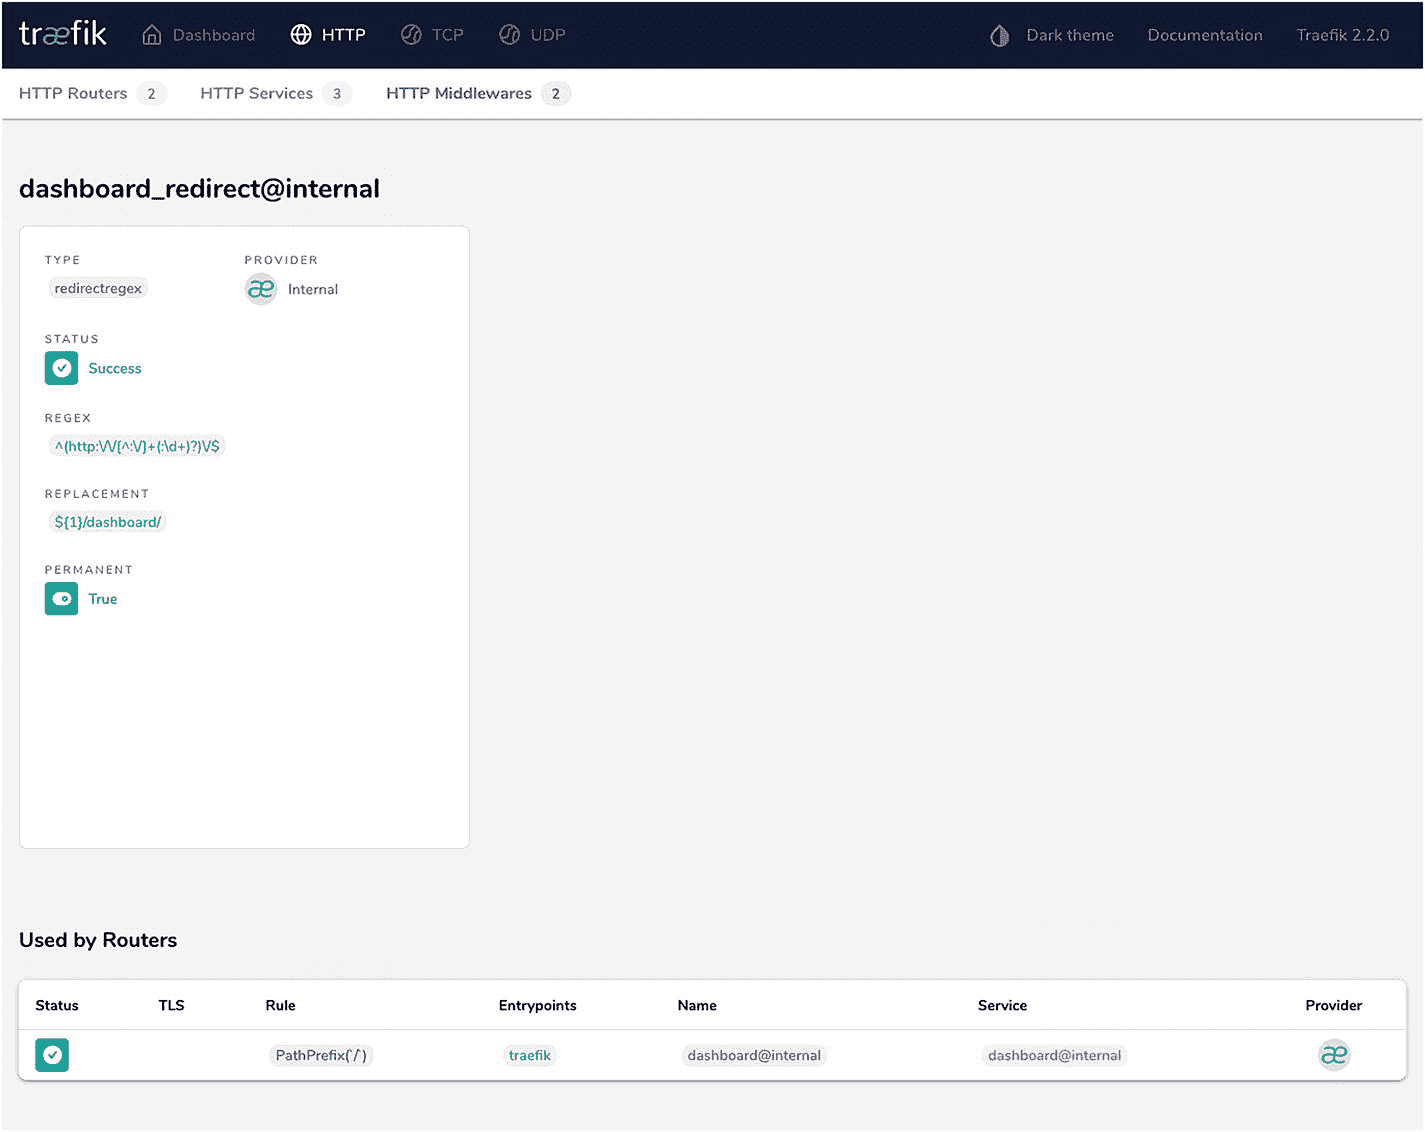 træfik Dashboard HTTP TCP UDP Dark theme Documentation Traefik 2.2.0
HTTP Routers 2 HTTP Services 3 HTTP Middlewares 2
dashboard_redirect@internal
TYPE PROVIDER
redirectregex æ Internal
STATUS
Success
REGEX
^(http:\/\/[^:\/]+(:\d+)?)\/$
REPLACEMENT
${1}/dashboard/
PERMANENT
True
Used by Routers
Status TLS Rule Entrypoints Name Service Provider
PathPrefix(`/`) traefik dashboard@internal dashboard@internal æ